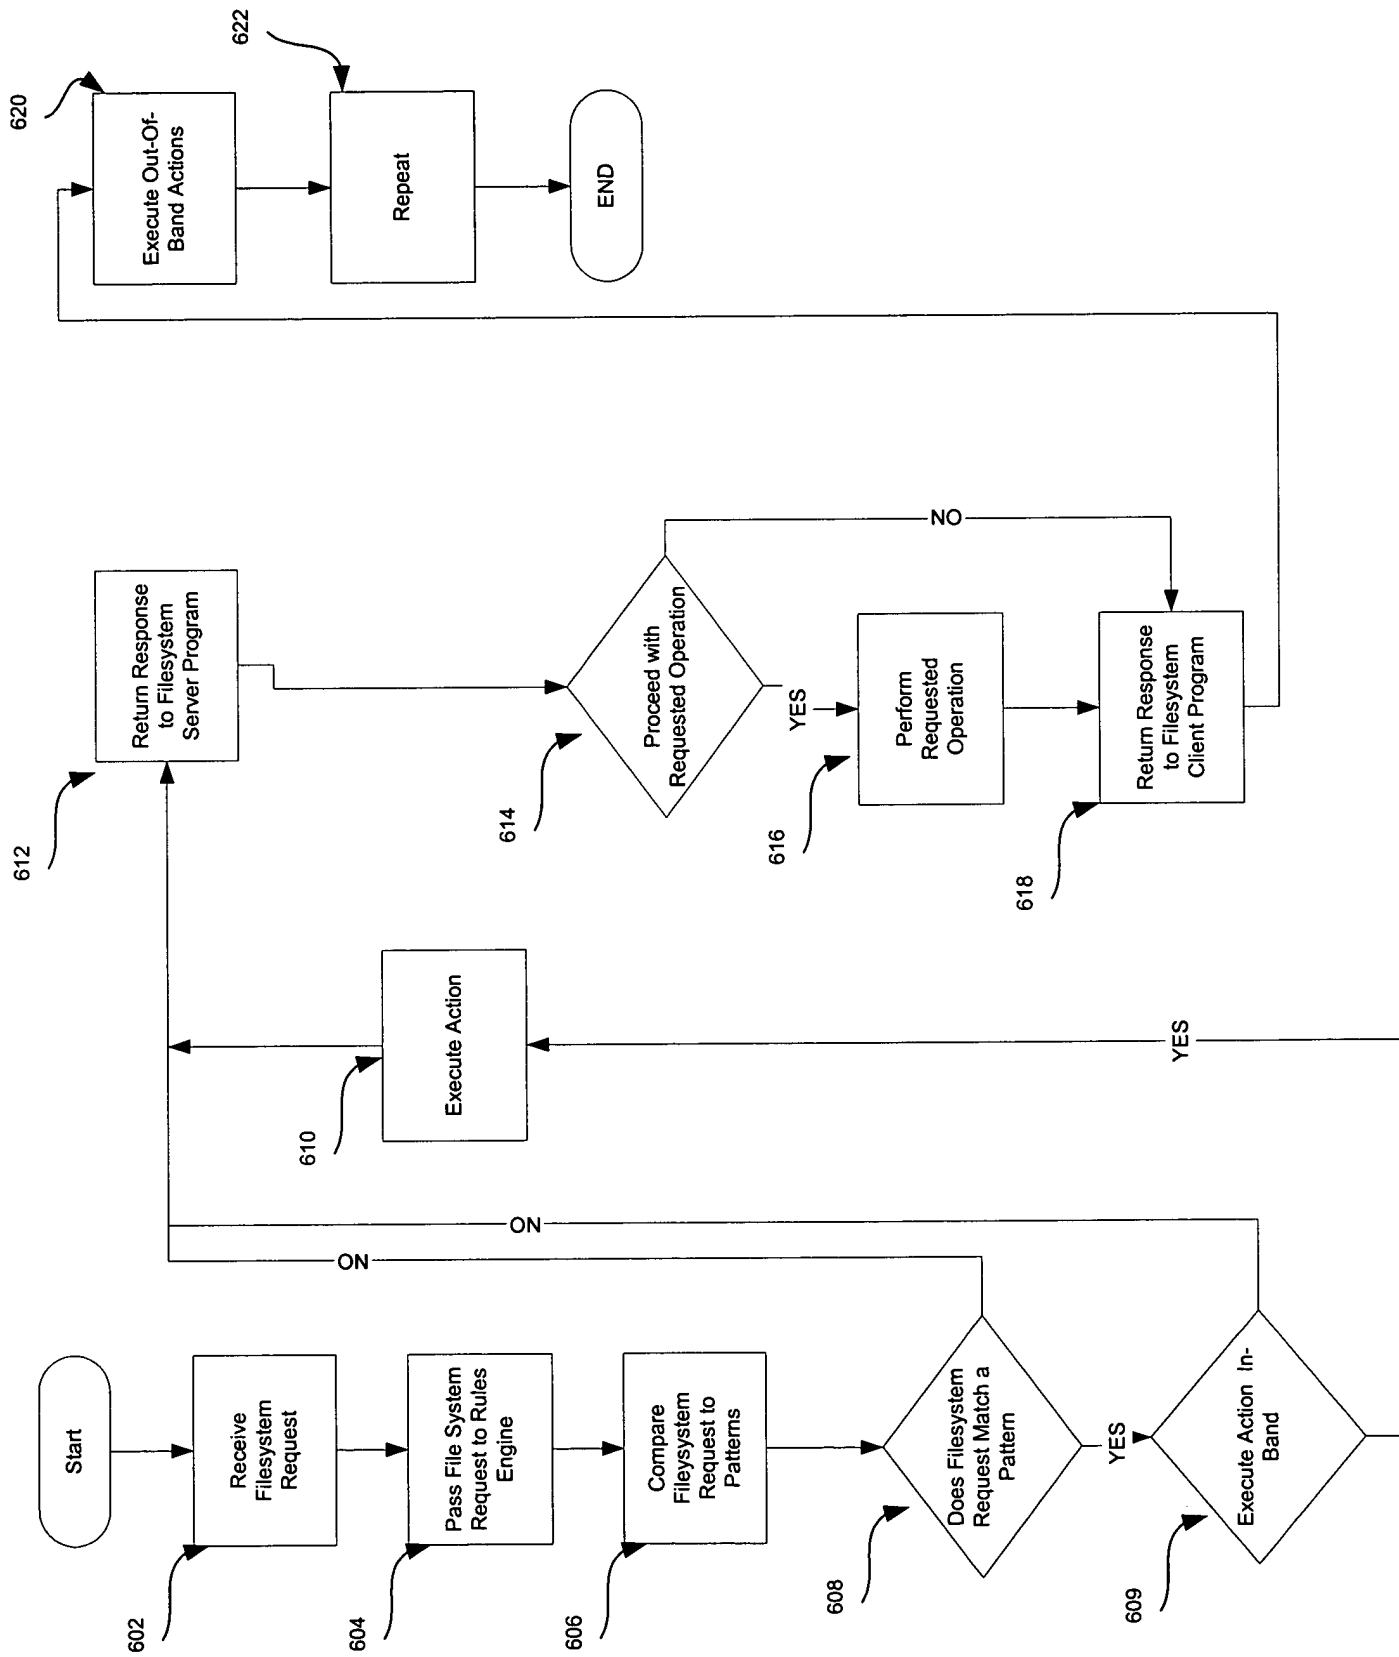 Start
602
Receive
Filesystem
Request
604
Pass File System
Request to Rules
Engine
606
Compare
Fileysystem
Request to
Patterns
608
Does Filesystem
Request Match a
Pattern
ON
YES
609
Execute Action In-
Band
ON
YES
610
Execute Action
612
Return Response
to Filesystem
Server Program
614
Proceed with
Requested Operation
NO
YES
616
Perform
Requested
Operation
618
Return Response
to Filesystem
Client Program
620
Execute Out-Of-
Band Actions
622
Repeat
END